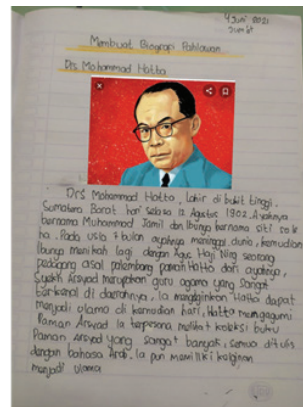 4 Juni 2021
Jum'at
Membuat Biografi Pahlawan
Drs Mohammad Hatta
Drs Mohammad Hatto, Lahir di bukit tinggi,
Sumatera Barat hari selasa 12 Agustus 1902. Ayahnya
bernama Muhammad Jamil dan Ibunya bernama siti sale
ha. Pada usia 7 bulan ayahnya meninggal dunia, kemudian
Ibunya menikah lagi dengan Agus Haji Ning seorang
pedagang asal palembang paman Hatta dari ayahnya,
Syekh Arsyad merupakan guru agama yang sangat
terkenal di daerahnya, Ia menginginkan Hatta dapat
menjadi ulama di kemudian hari, Hatta mengagumi
Paman Arsyad Ia terpesona melihat koleksi buku
Paman Arsyad yang sangat banyak, semua ditulis
dengan bahasa Arab. Ia pun memiliki keinginan
menjadi ulama